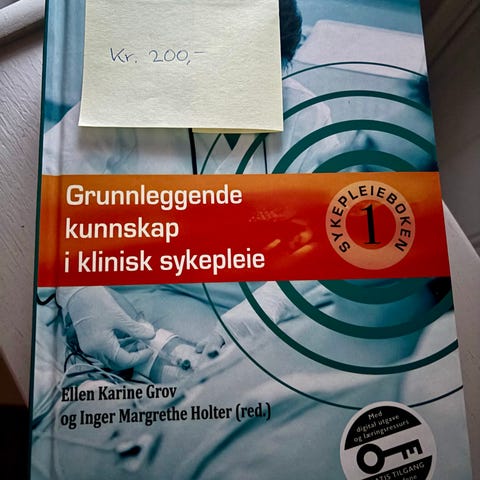 Kr. 200,-
Grunnleggende
kunnskap
i klinisk sykepleie
SYKEPLEIEBOKEN
1
Ellen Karine Grov
og Inger Margrethe Holter (red.)
Med
digital utgave
og læringsressurs
TILGANG